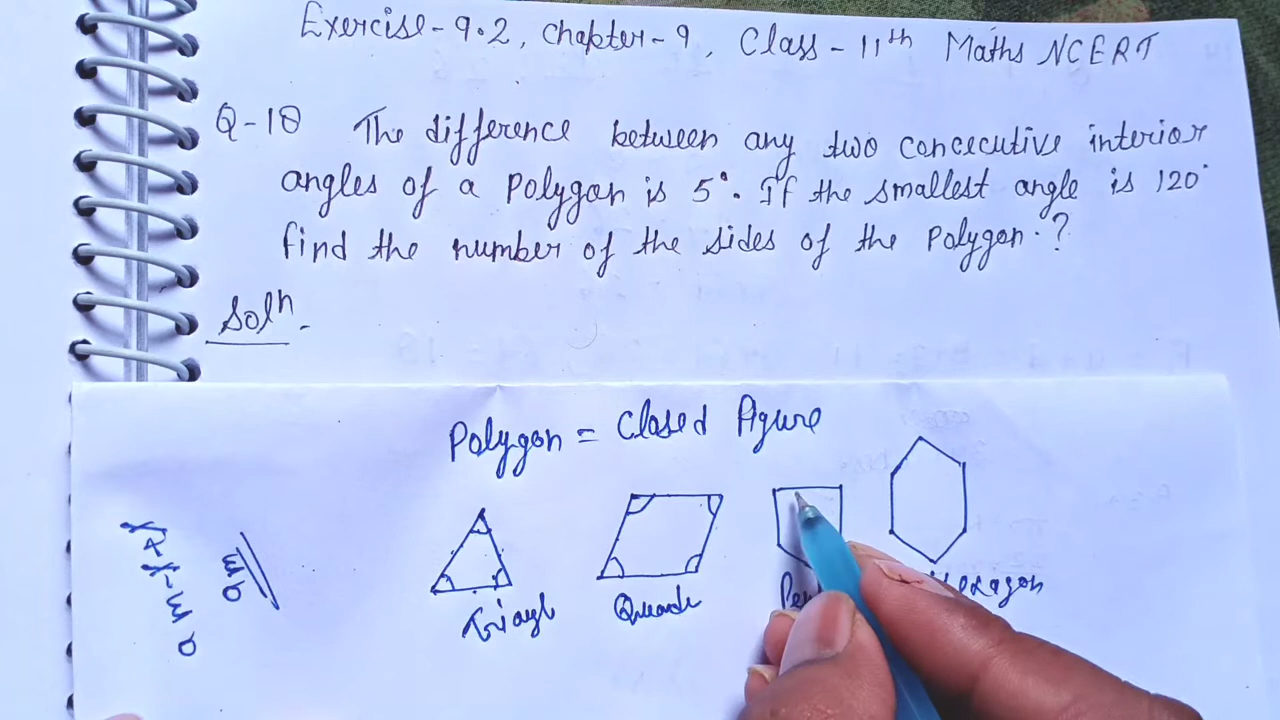 Exercise-9.2, Chapter-9, Class-11th Maths NCERT
Q-18 The difference between any two concecutive interior
angles of a polygon is 5°. If the smallest angle is 120°
find the number of the sides of the polygon.?
Solⁿ.
Polygon = Closed Figure